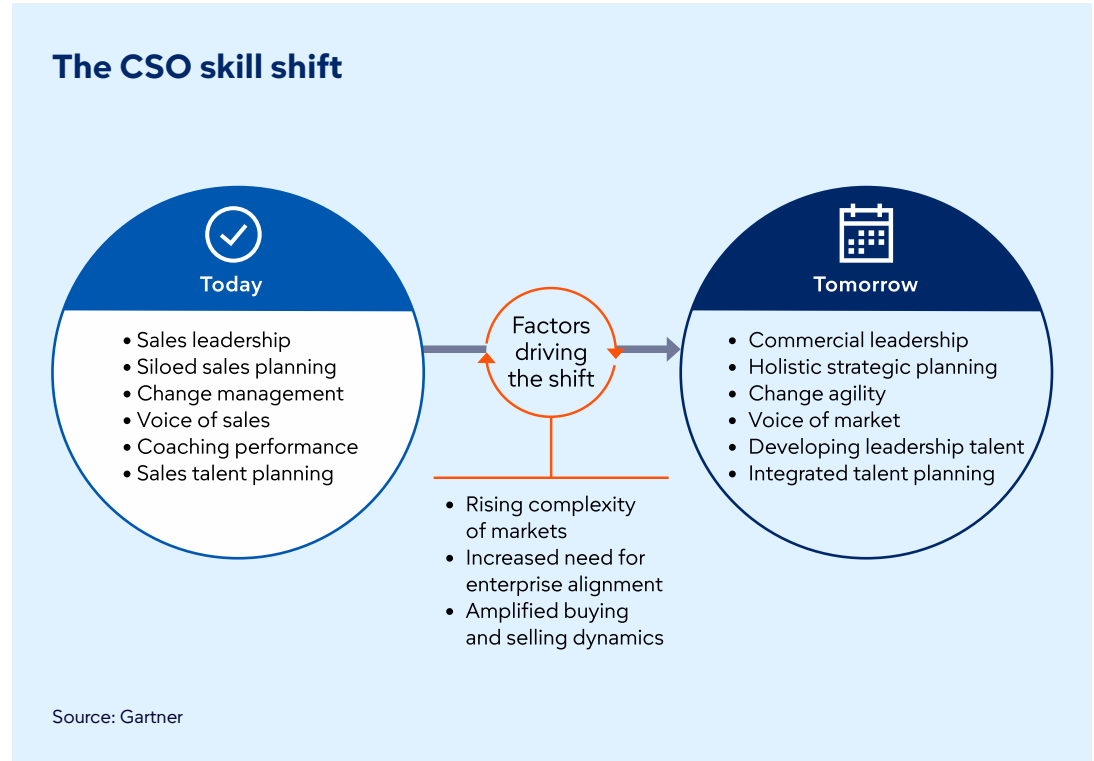 The CSO skill shift
Today
• Sales leadership
• Siloed sales planning
• Change management
• Voice of sales
• Coaching performance
• Sales talent planning
Factors
driving
the shift
• Rising complexity
of markets
• Increased need for
enterprise alignment
• Amplified buying
and selling dynamics
Tomorrow
• Commercial leadership
• Holistic strategic planning
• Change agility
• Voice of market
• Developing leadership talent
• Integrated talent planning
Source: Gartner